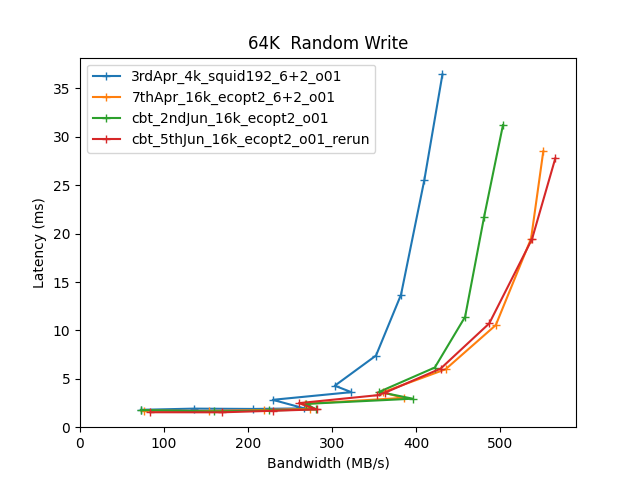 64K  Random Write
3rdApr_4k_squid192_6+2_o01
7thApr_16k_ecopt2_6+2_o01
cbt_2ndJun_16k_ecopt2_o01
cbt_5thJun_16k_ecopt2_o01_rerun
Latency (ms)
35
30
25
20
15
10
5
0
0 100 200 300 400 500
Bandwidth (MB/s)